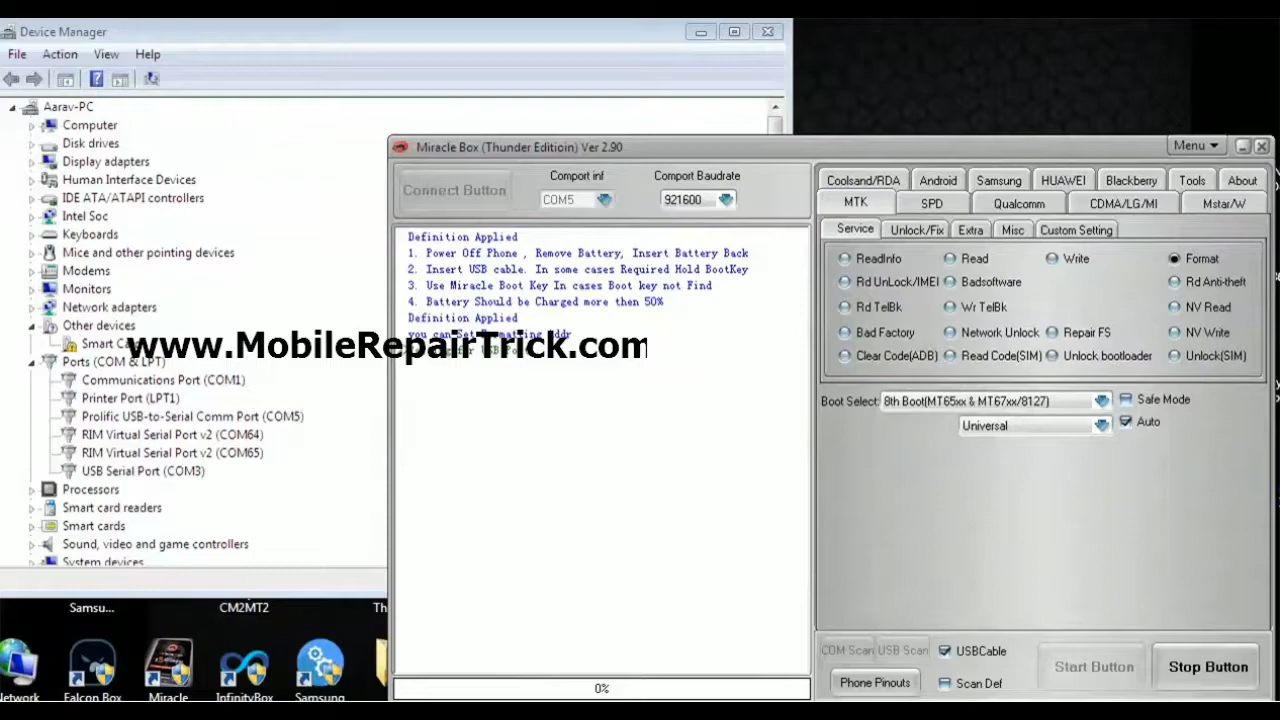 Device Manager
File Action View Help
Aarav-PC
Computer
Disk drives
Display adapters
Human Interface Devices
IDE ATA/ATAPI controllers
Intel Soc
Keyboards
Mice and other pointing devices
Modems
Monitors
Network adapters
Other devices
Smart
Ports (COM & LPT)
Communications Port (COM1)
Printer Port (LPT1)
Prolific USB-to-Serial Comm Port (COM5)
RIM Virtual Serial Port v2 (COM64)
RIM Virtual Serial Port v2 (COM65)
USB Serial Port (COM3)
Processors
Smart card readers
Smart cards
Sound, video and game controllers
System devices
www.MobileRepairTrick.com
Miracle Box (Thunder Editioin) Ver 2.90
Menu
Connect Button
Comport inf
COM5
Comport Baudrate
921600
Definition Applied
1. Power Off Phone , Remove Battery, Insert Battery Back
2. Insert USB cable. In some cases Required Hold BootKey
3. Use Miracle Boot Key In cases Boot key not Find
4. Battery Should be Charged more then 50%
Definition Applied
you can Set Formating addr
for USB
0%
Coolsand/RDA Android Samsung HUAWEI Blackberry Tools About
MTK SPD Qualcomm CDMA/LG/MI Mstar/W
Service Unlock/Fix Extra Misc Custom Setting
ReadInfo Read Write Format
Rd UnLock/IMEI Badsoftware Rd Anti-theft
Rd TelBk Wr TelBk NV Read
Bad Factory Network Unlock Repair FS NV Write
Clear Code(ADB) Read Code(SIM) Unlock bootloader Unlock(SIM)
Boot Select: 8th Boot(MT65xx & MT67xx/8127) Safe Mode
Universal Auto
COM Scan USB Scan USBCable
Phone Pinouts Scan Def
Start Button
Stop Button
Samsu... CM2MT2 Th
Network Falcon Box Miracle InfinityBox Samsung